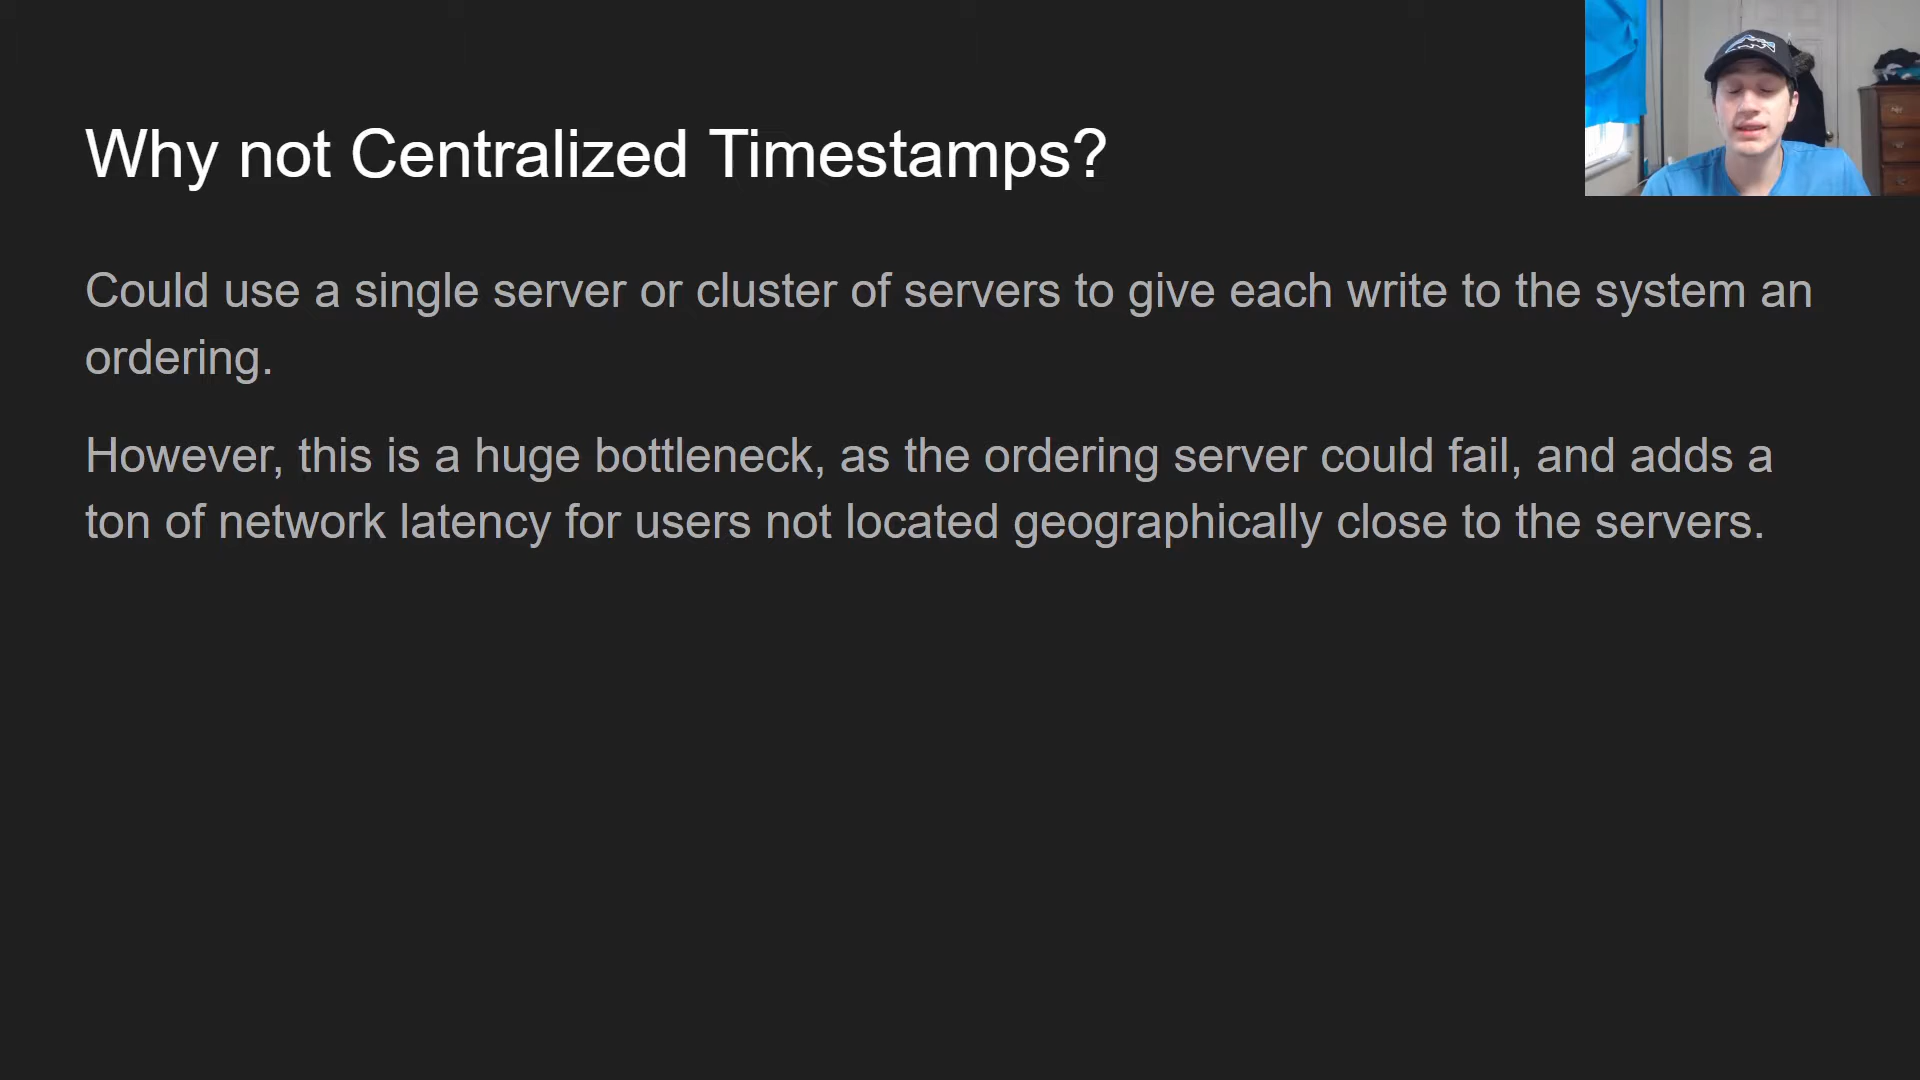 Why not Centralized Timestamps?
Could use a single server or cluster of servers to give each write to the system an
ordering.
However, this is a huge bottleneck, as the ordering server could fail, and adds a
ton of network latency for users not located geographically close to the servers.